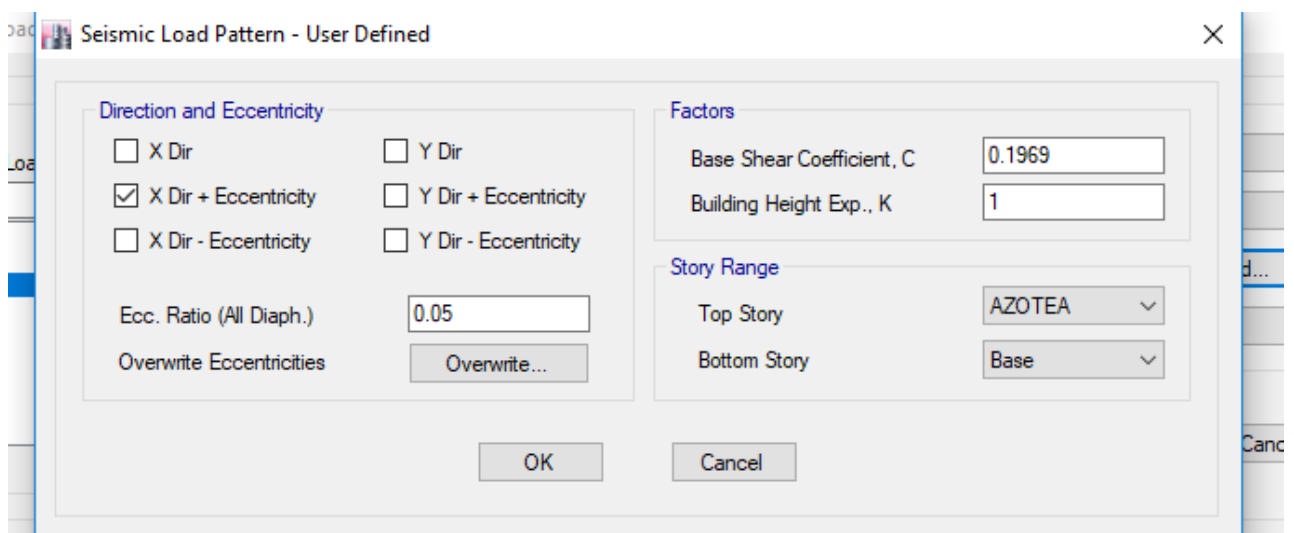 Seismic Load Pattern - User Defined
Direction and Eccentricity
X Dir
Y Dir
X Dir + Eccentricity
Y Dir + Eccentricity
X Dir - Eccentricity
Y Dir - Eccentricity
Ecc. Ratio (All Diaph.)
0.05
Overwrite Eccentricities
Overwrite...
Factors
Base Shear Coefficient, C
0.1969
Building Height Exp., K
1
Story Range
Top Story
AZOTEA
Bottom Story
Base
OK
Cancel